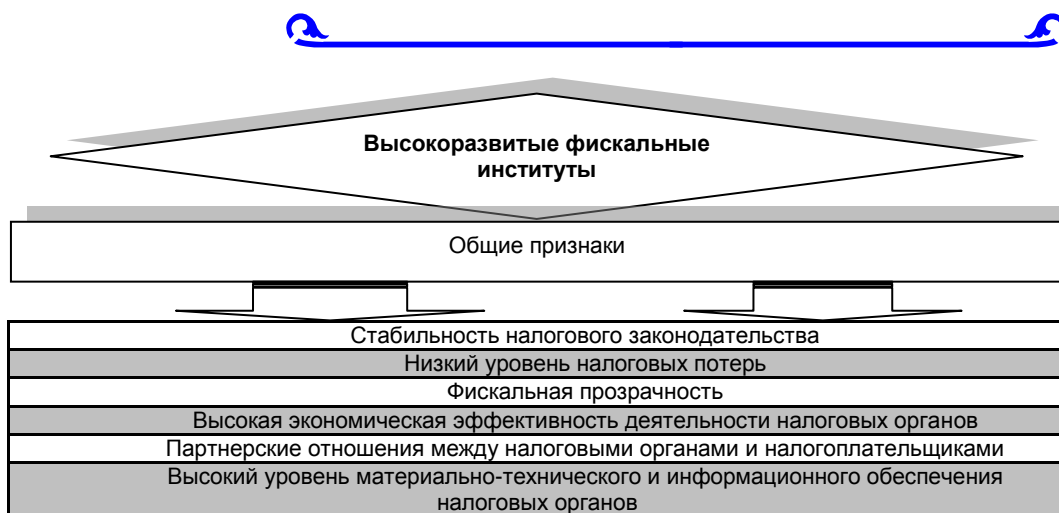 Высокоразвитые фискальные
институты
Общие признаки
Стабильность налогового законодательства
Низкий уровень налоговых потерь
Фискальная прозрачность
Высокая экономическая эффективность деятельности налоговых органов
Партнерские отношения между налоговыми органами и налогоплательщиками
Высокий уровень материально-технического и информационного обеспечения
налоговых органов